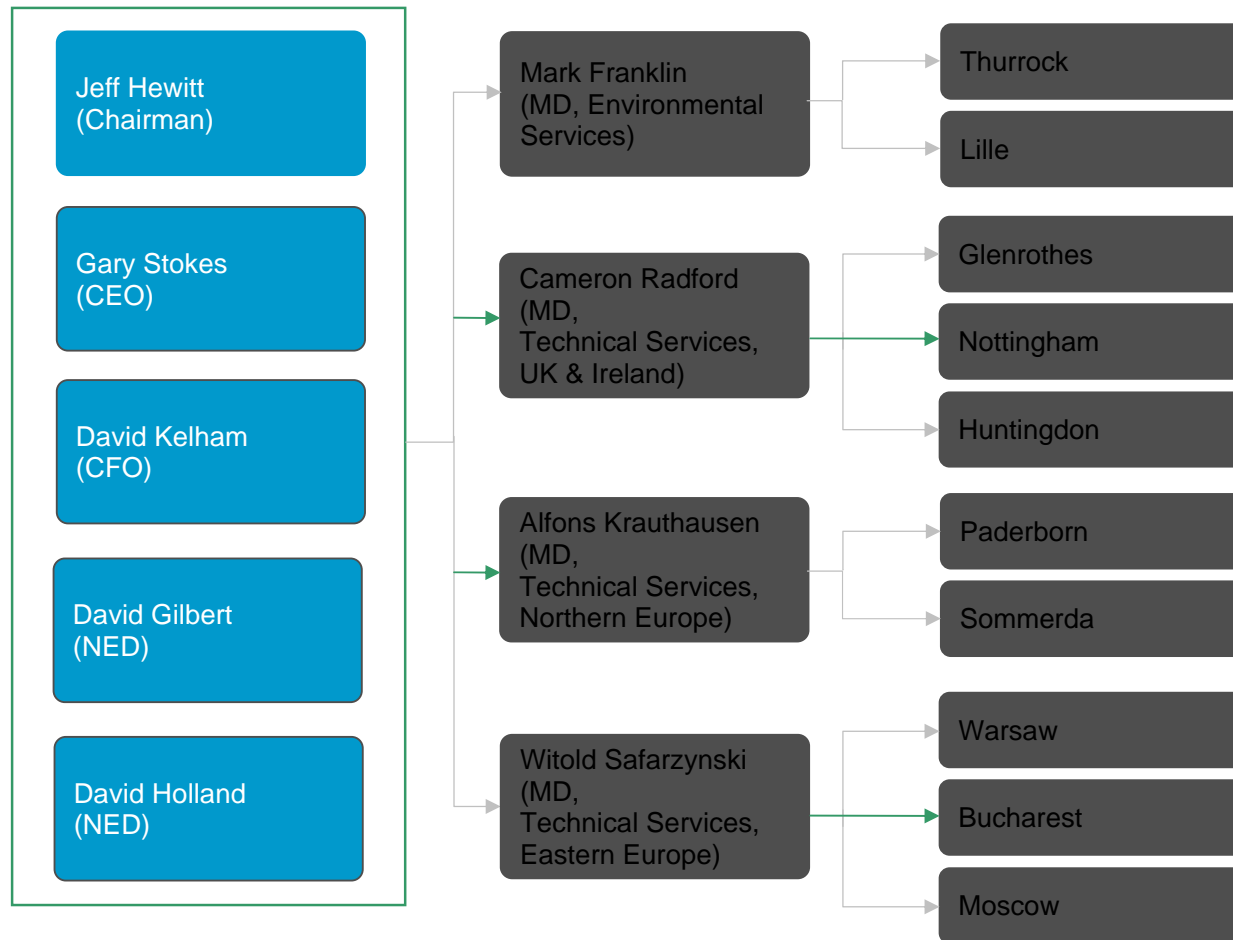 Jeff Hewitt
(Chairman)
Gary Stokes
(CEO)
David Kelham
(CFO)
David Gilbert
(NED)
David Holland
(NED)
Mark Franklin
(MD, Environmental
Services)
Cameron Radford
(MD,
Technical Services,
UK & Ireland)
Alfons Krauthausen
(MD,
Technical Services,
Northern Europe)
Witold Safarzynski
(MD,
Technical Services,
Eastern Europe)
Thurrock
Lille
Glenrothes
Nottingham
Huntingdon
Paderborn
Sommerda
Warsaw
Bucharest
Moscow